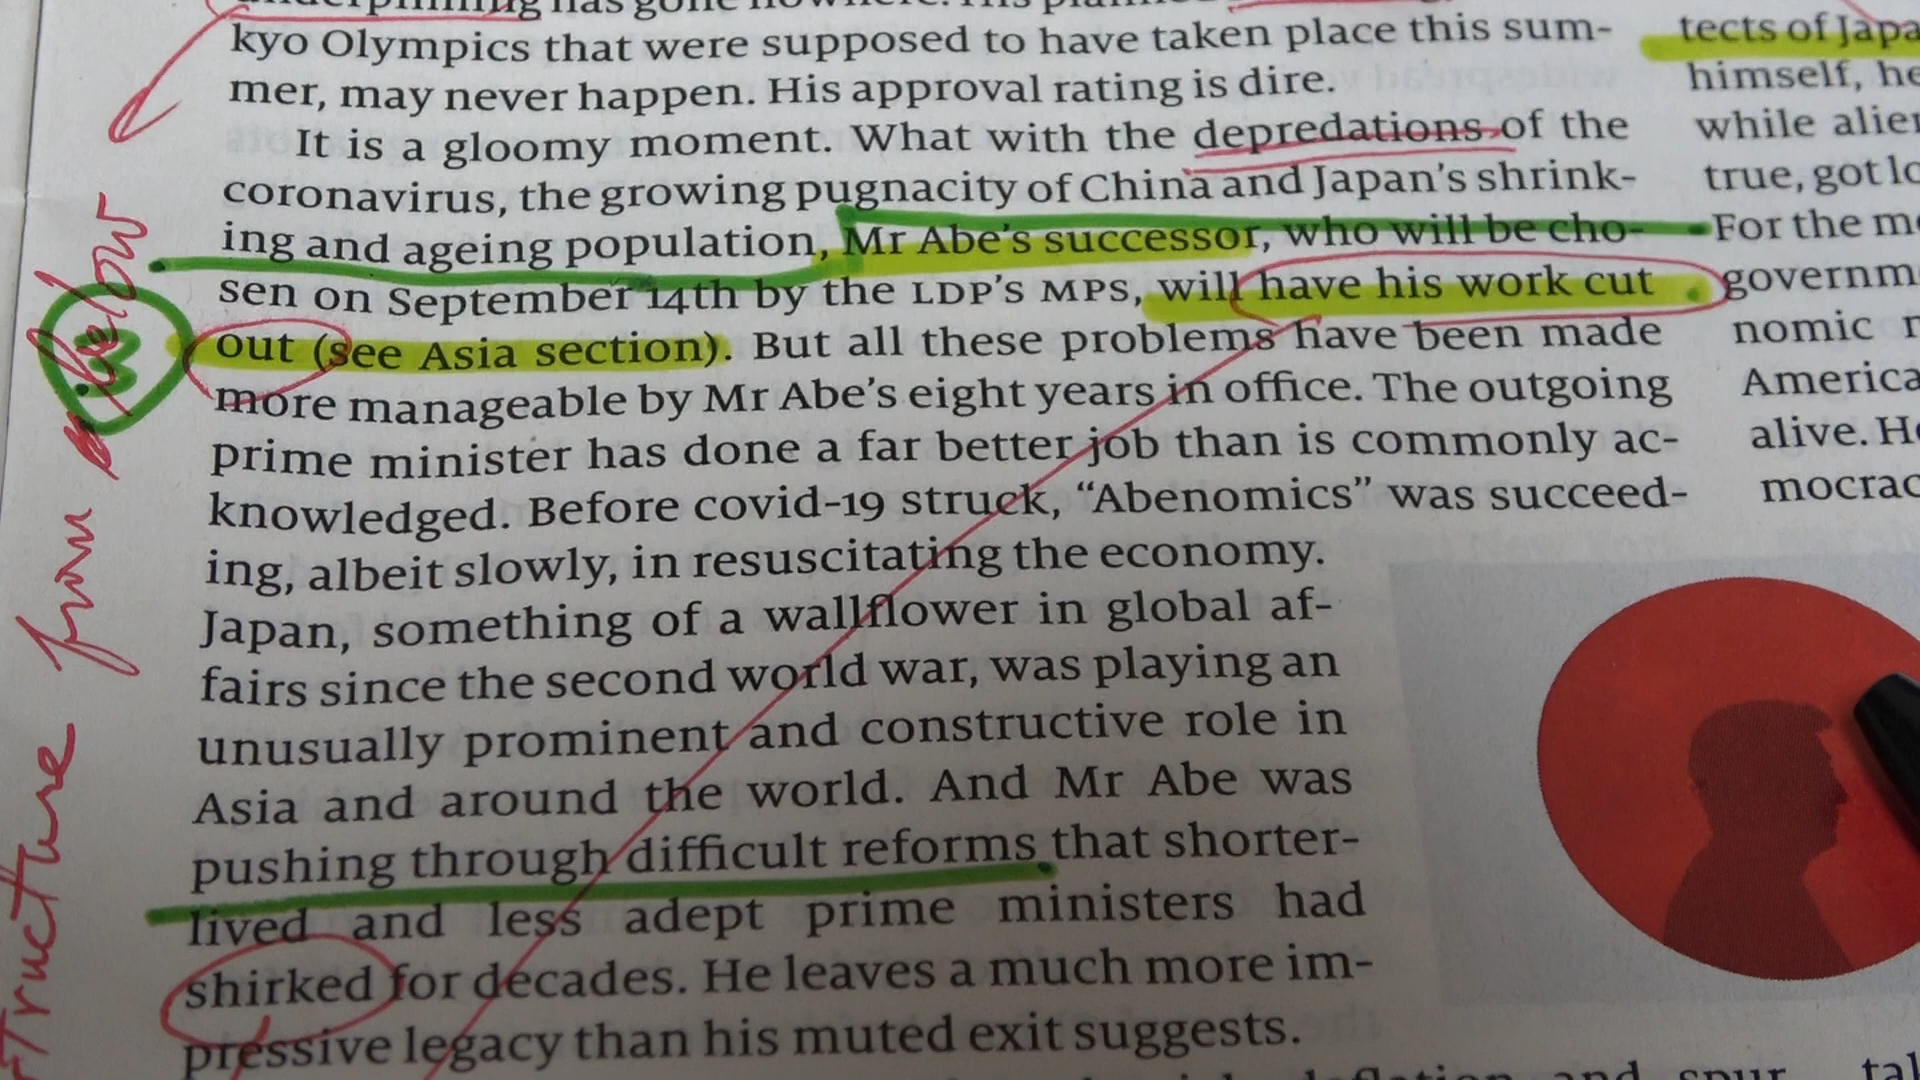 has gone nowhere. His
kyo Olympics that were supposed to have taken place this sum-
mer, may never happen. His approval rating is dire.
It is a gloomy moment. What with the depredations of the
coronavirus, the growing pugnacity of China and Japan's shrink-
ing and ageing population, Mr Abe's successor, who will be cho-
sen on September 14th by the LDP's MPS, will have his work cut
out (see Asia section). But all these problems have been made
more manageable by Mr Abe's eight years in office. The outgoing
prime minister has done a far better job than is commonly ac-
knowledged. Before covid-19 struck, “Abenomics” was succeed-
ing, albeit slowly, in resuscitating the economy.
Japan, something of a wallflower in global af-
fairs since the second world war, was playing an
unusually prominent and constructive role in
Asia and around the world. And Mr Abe was
pushing through difficult reforms that shorter-
lived and less adept prime ministers had
shirked for decades. He leaves a much more im-
pressive legacy than his muted exit suggests.
and spur
tects of Japa
himself, he
while alie
true, got lo
For the m
governm
nomic
America
alive. H
mocrac
structure from below